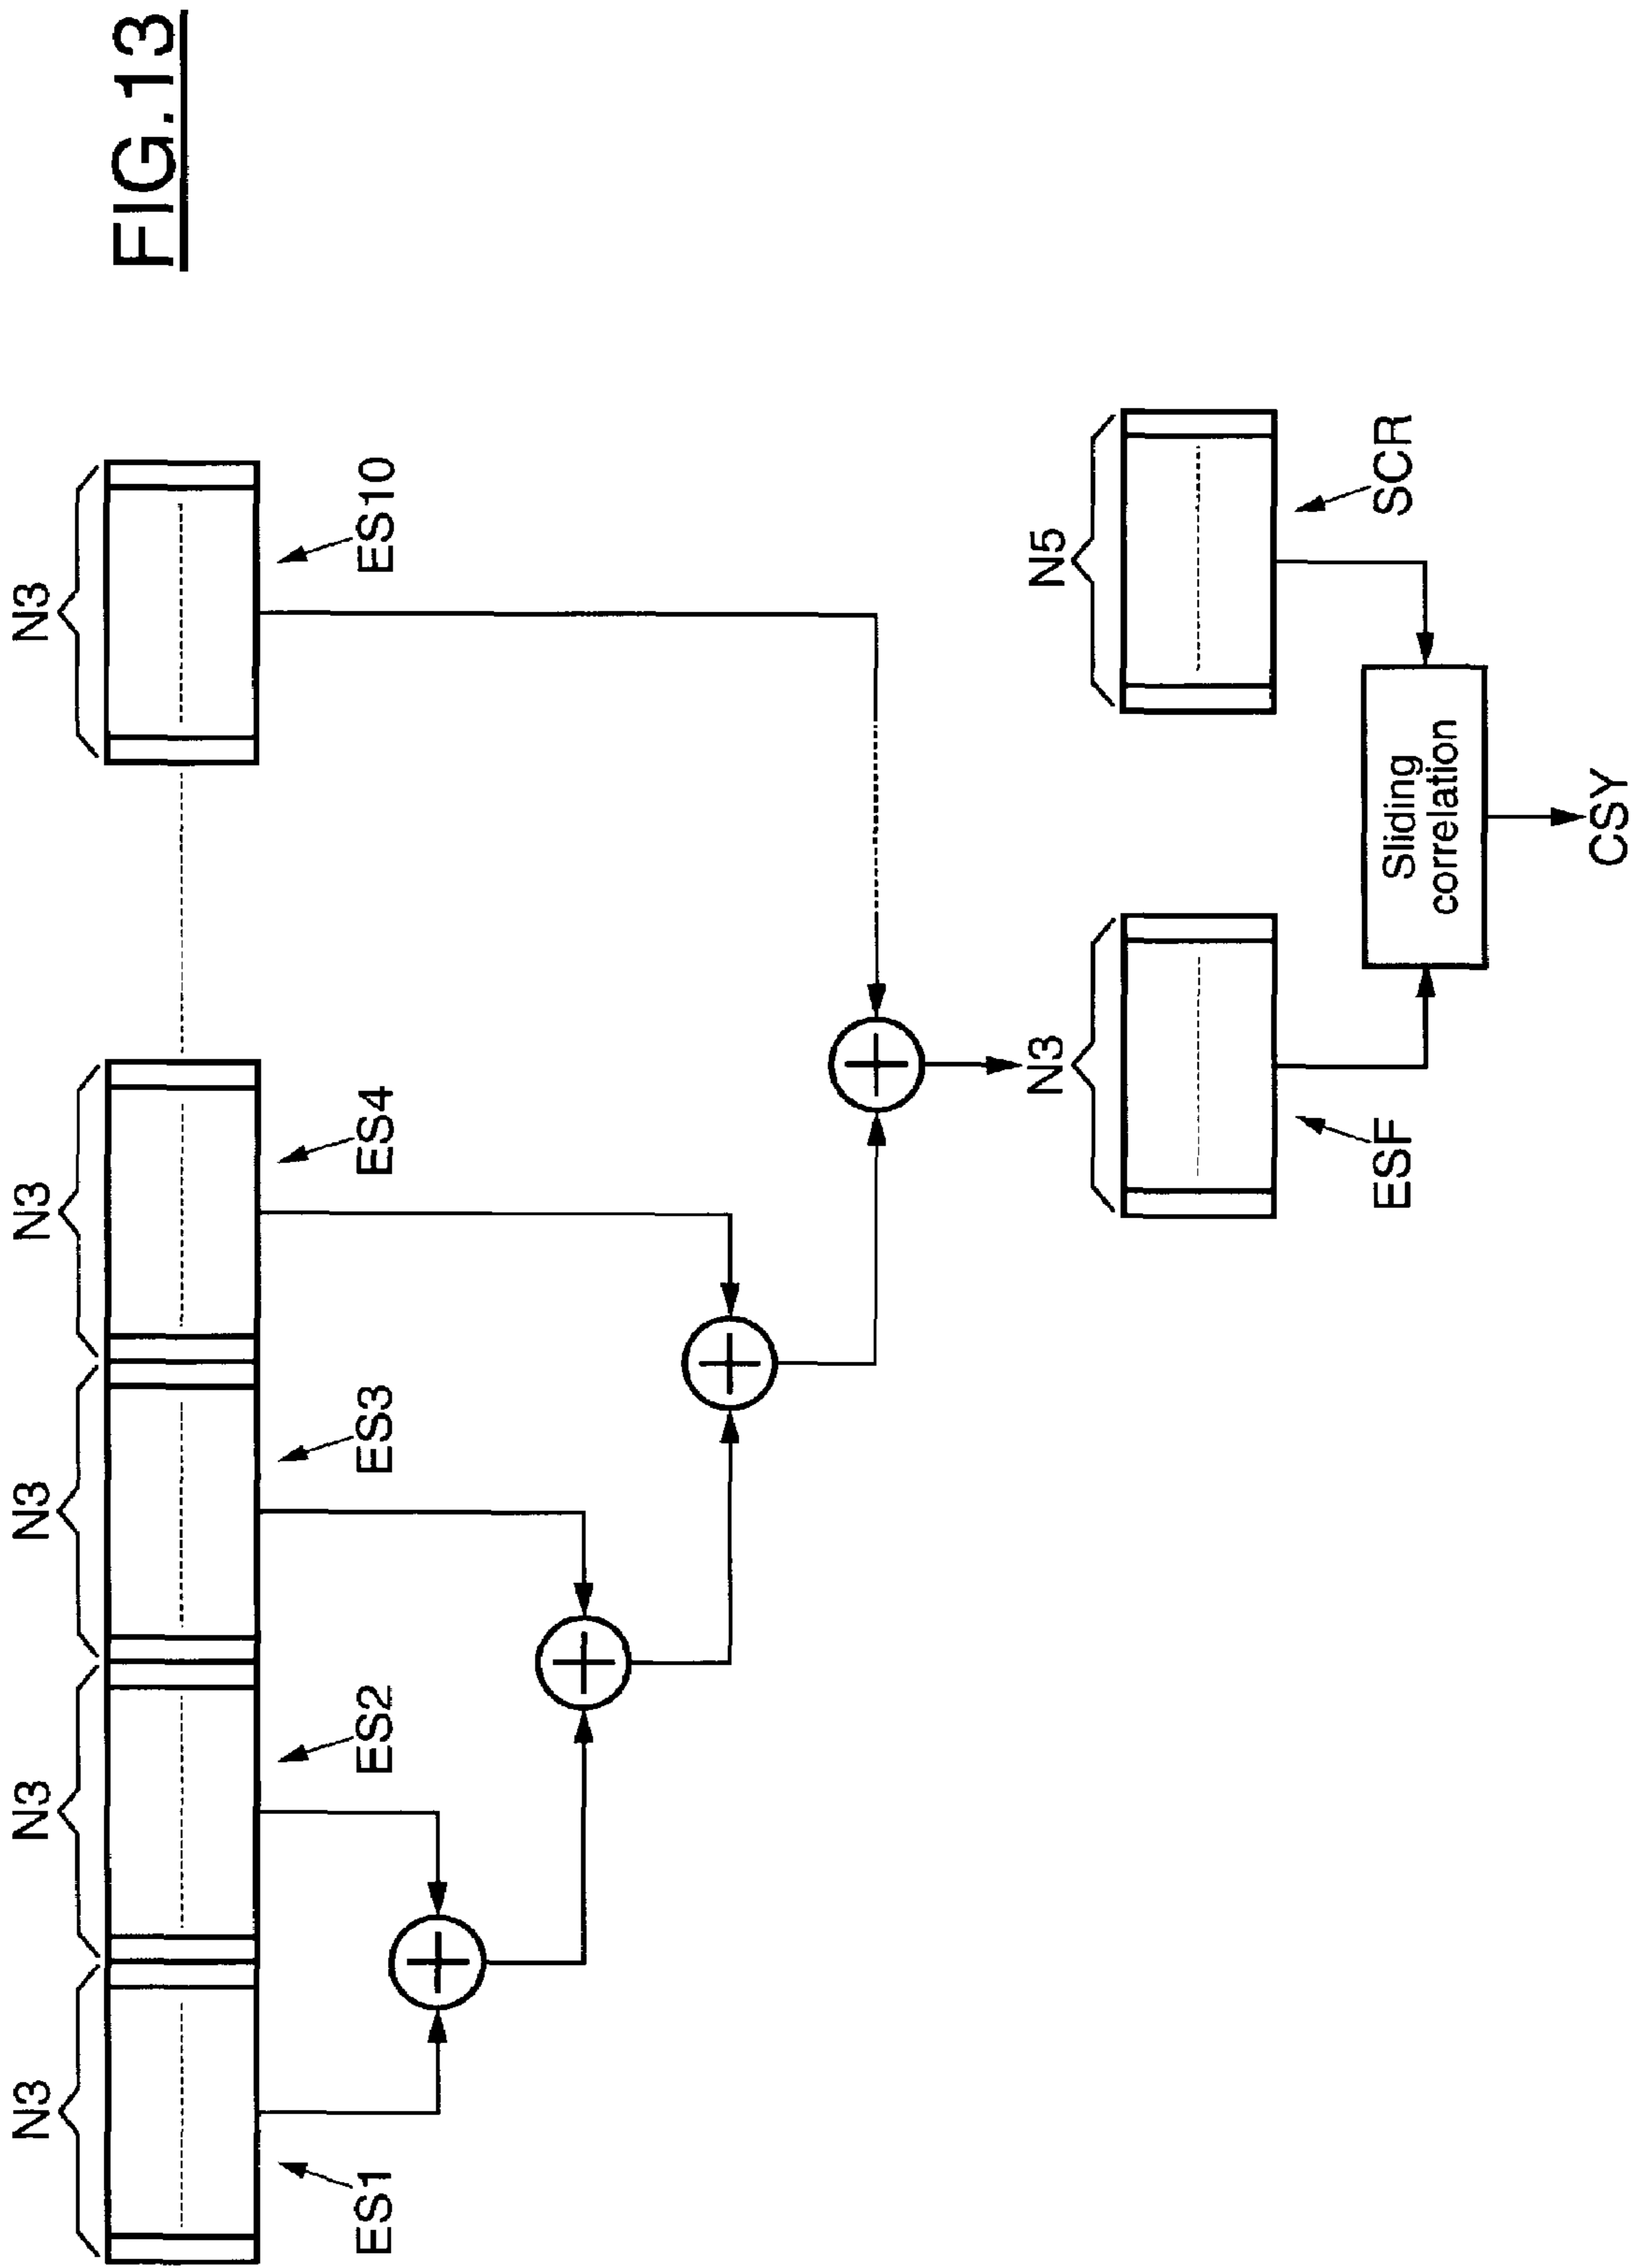 FIG.13
N3
N3
N3
N3
N3
ES1
ES2
ES3
ES4
ES10
N3
N5
ESF
SCR
Sliding
correlation
CSY